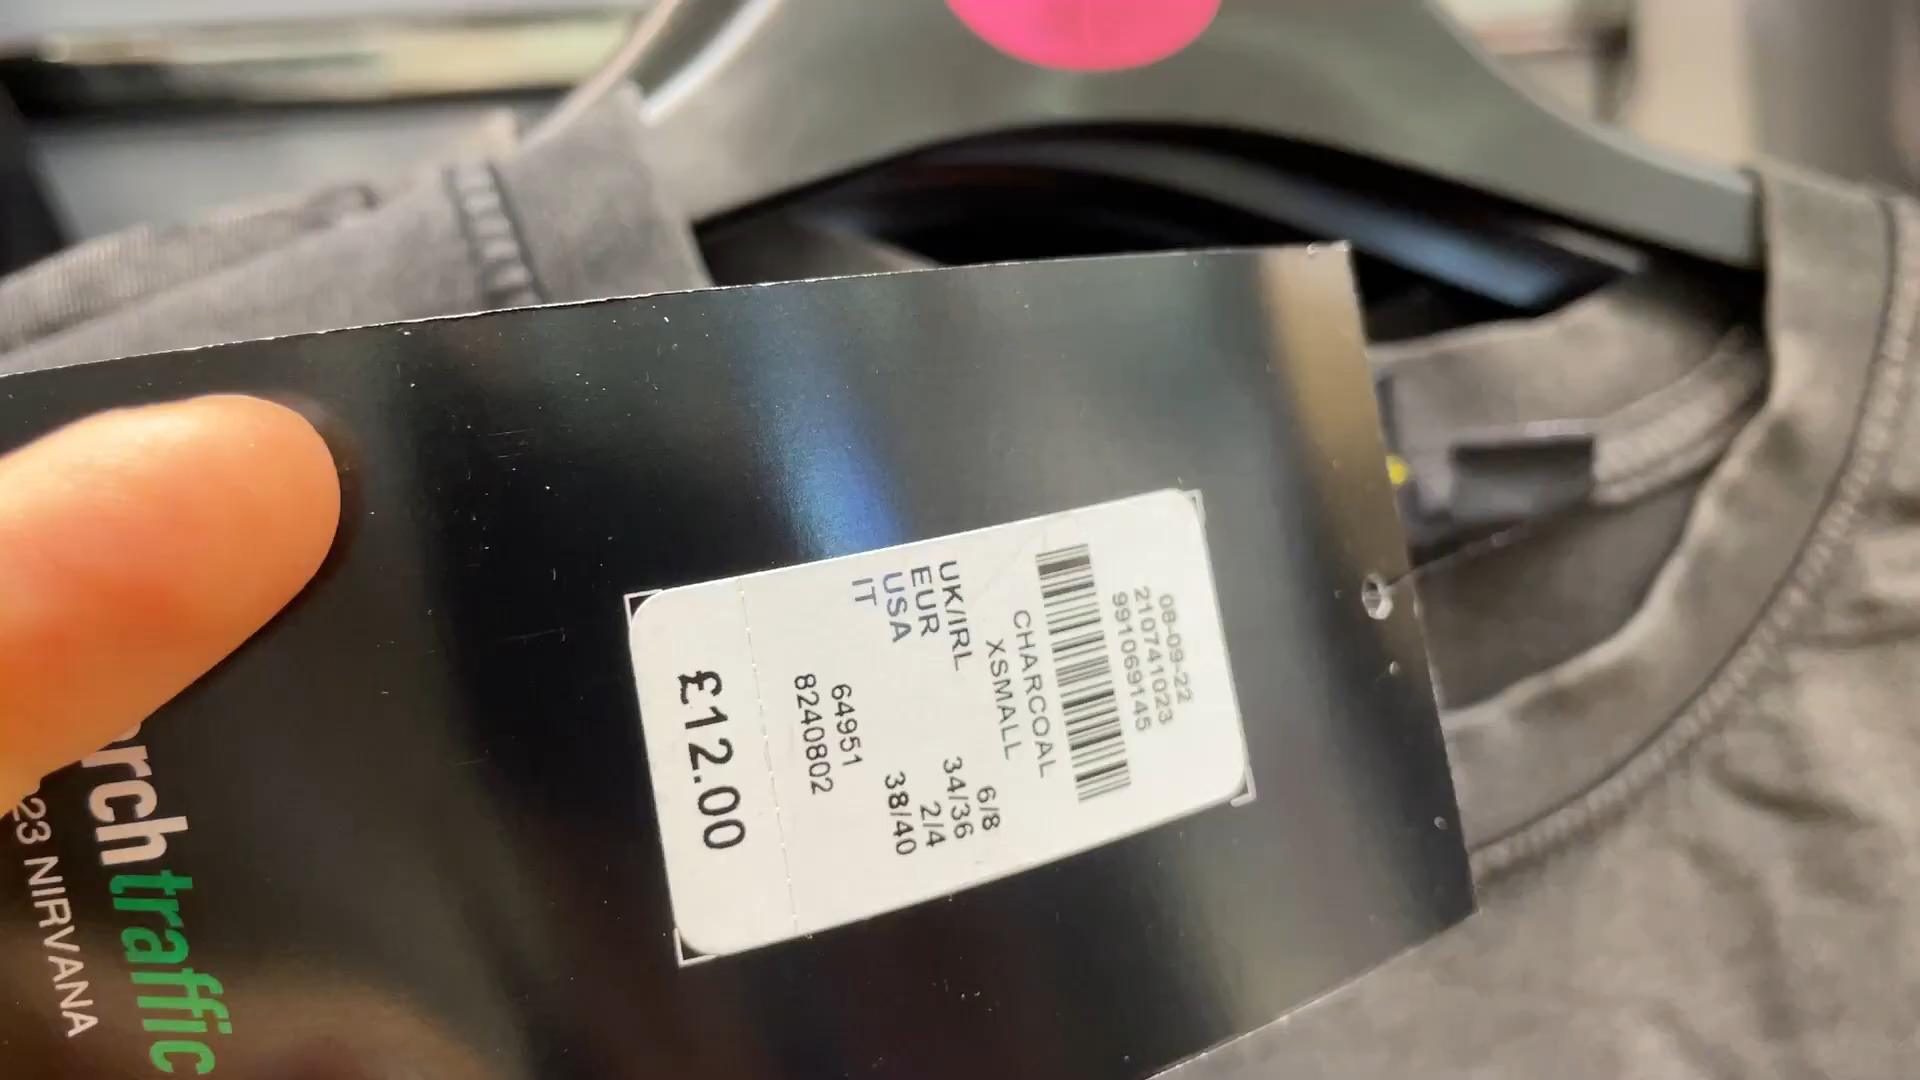 08-09-22
210741023
991069145
CHARCOAL
XSMALL
UK/IRL 6/8
EUR 34/36
USA 2/4
IT 38/40
64951
8240802
£12.00
traffic
23 NIRVANA